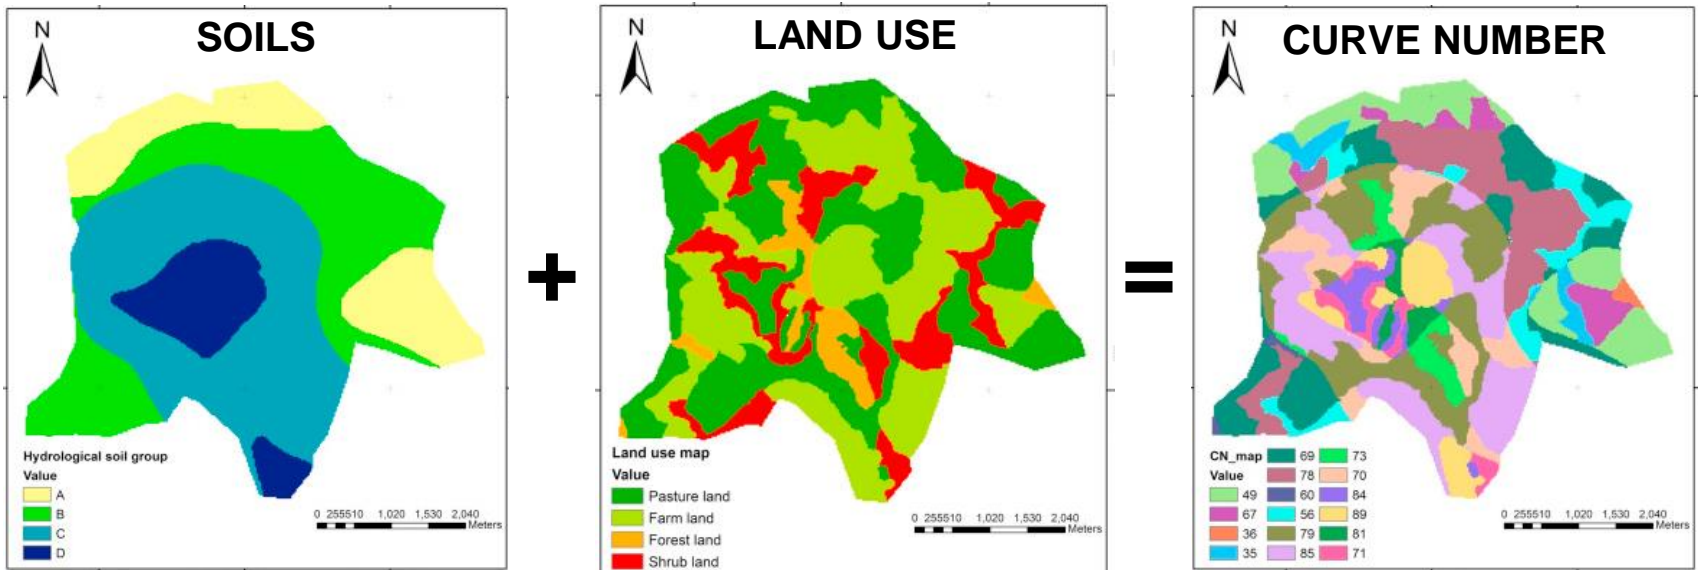 SOILS
N
Hydrological soil group
Value
A
B
C
D
0 255510 1,020 1,530 2,040
Meters
+
LAND USE
N
Land use map
Value
Pasture land
Farm land
Forest land
Shrub land
0 255510 1,020 1,530 2,040
Meters
=
CURVE NUMBER
N
CN_map
Value
49
67
36
35
69
78
60
56
79
85
73
70
84
89
81
71
0 255510 1,020 1,530 2,040
Meters